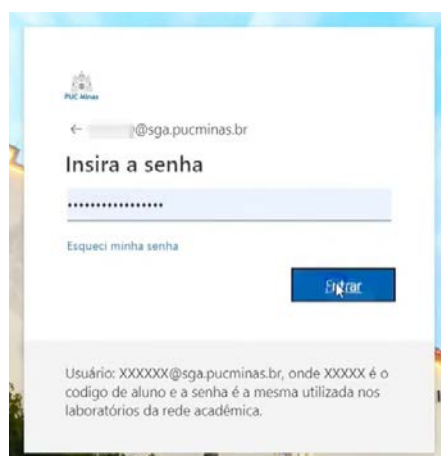 PUC Minas
@sga.pucminas.br
Insira a senha
Esqueci minha senha
Entrar
Usuário: XXXXXX@sga.pucminas.br, onde XXXXX é o
codigo de aluno e a senha é a mesma utilizada nos
laboratórios da rede acadêmica.